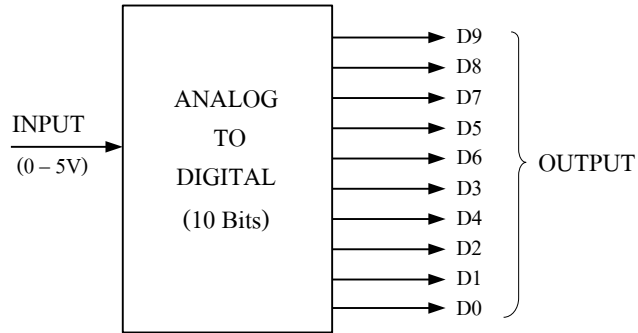 INPUT
(0 – 5V)
ANALOG
TO
DIGITAL
(10 Bits)
D9
D8
D7
D5
D6
D3
D4
D2
D1
D0
OUTPUT